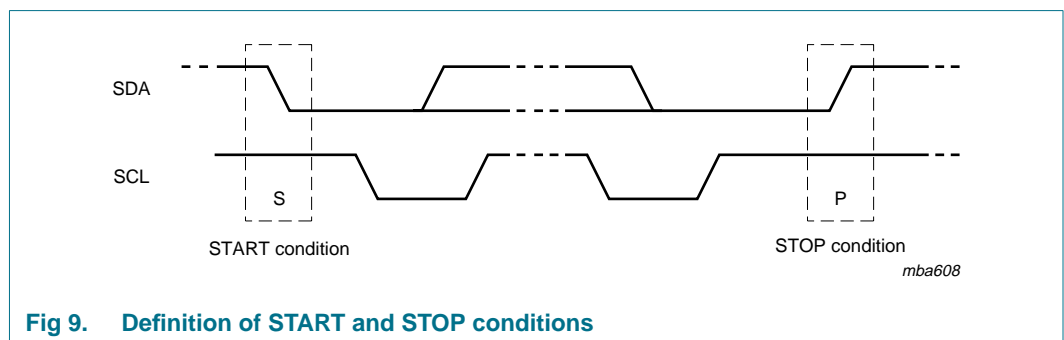 SDA
SCL
S
P
START condition
STOP condition
mba608
Fig 9. Definition of START and STOP conditions